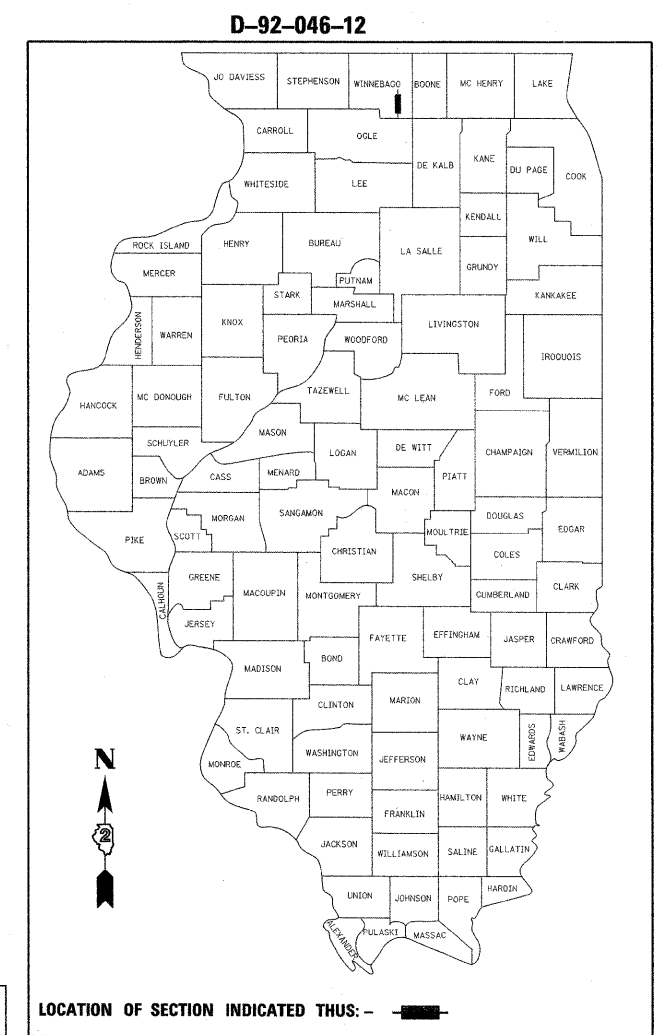 D-92-046-12
JO DAVIESS STEPHENSON WINNEBAGO BOONE MC HENRY LAKE
CARROLL OGLE
DE KALB KANE DU PAGE COOK
WHITESIDE LEE
KENDALL
ROCK ISLAND HENRY BUREAU LA SALLE WILL
MERCER PUTNAM GRUNDY
STARK MARSHALL KANKAKEE
HENDERSON WARREN KNOX PEORIA WOODFORD LIVINGSTON IROQUOIS
HANCOCK MC DONOUGH FULTON TAZEWELL MC LEAN FORD
MASON
SCHUYLER LOGAN DE WITT CHAMPAIGN VERMILION
ADAMS BROWN CASS MENARD PIATT
MACON
PIKE SCOTT MORGAN SANGAMON MOULTRIE DOUGLAS EDGAR
CHRISTIAN COLES
CALHOUN GREENE MACOUPIN MONTGOMERY SHELBY CUMBERLAND CLARK
JERSEY FAYETTE EFFINGHAM JASPER CRAWFORD
MADISON BOND
CLAY RICHLAND LAWRENCE
CLINTON MARION
ST. CLAIR WAYNE EDWARDS WABASH
MONROE WASHINGTON JEFFERSON
N
RANDOLPH PERRY HAMILTON WHITE
FRANKLIN
2
JACKSON WILLIAMSON SALINE GALLATIN
UNION JOHNSON POPE HARDIN
ALEXANDER PULASKI MASSAC
LOCATION OF SECTION INDICATED THUS: -